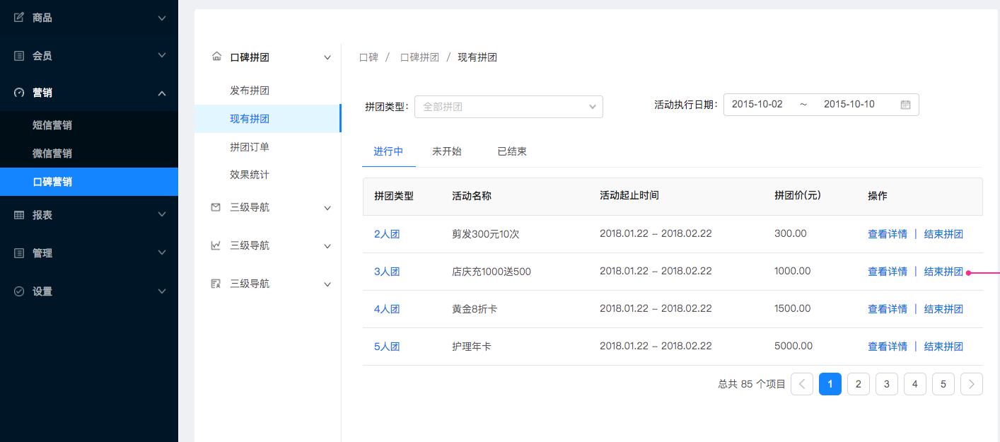 商品
会员
营销
短信营销
微信营销
口碑营销
报表
管理
设置
口碑拼团
发布拼团
现有拼团
拼团订单
效果统计
三级导航
三级导航
三级导航
口碑 / 口碑拼团 / 现有拼团
拼团类型: 全部拼团 活动执行日期: 2015-10-02 ~ 2015-10-10
进行中 未开始 已结束
拼团类型 活动名称 活动起止时间 拼团价(元) 操作
2人团 剪发300元10次 2018.01.22 – 2018.02.22 300.00 查看详情 | 结束拼团
3人团 店庆充1000送500 2018.01.22 – 2018.02.22 1000.00 查看详情 | 结束拼团
4人团 黄金8折卡 2018.01.22 – 2018.02.22 1500.00 查看详情 | 结束拼团
5人团 护理年卡 2018.01.22 – 2018.02.22 5000.00 查看详情 | 结束拼团
总共 85 个项目 1 2 3 4 5